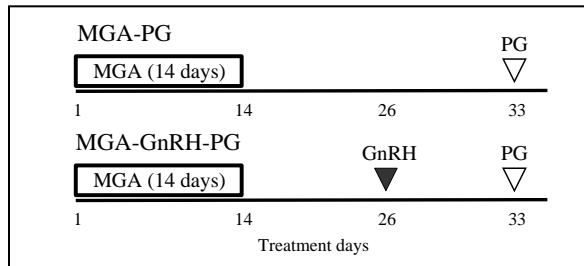 MGA-PG
PG
MGA (14 days)
1 14 26 33
MGA-GnRH-PG
GnRH PG
MGA (14 days)
1 14 26 33
Treatment days